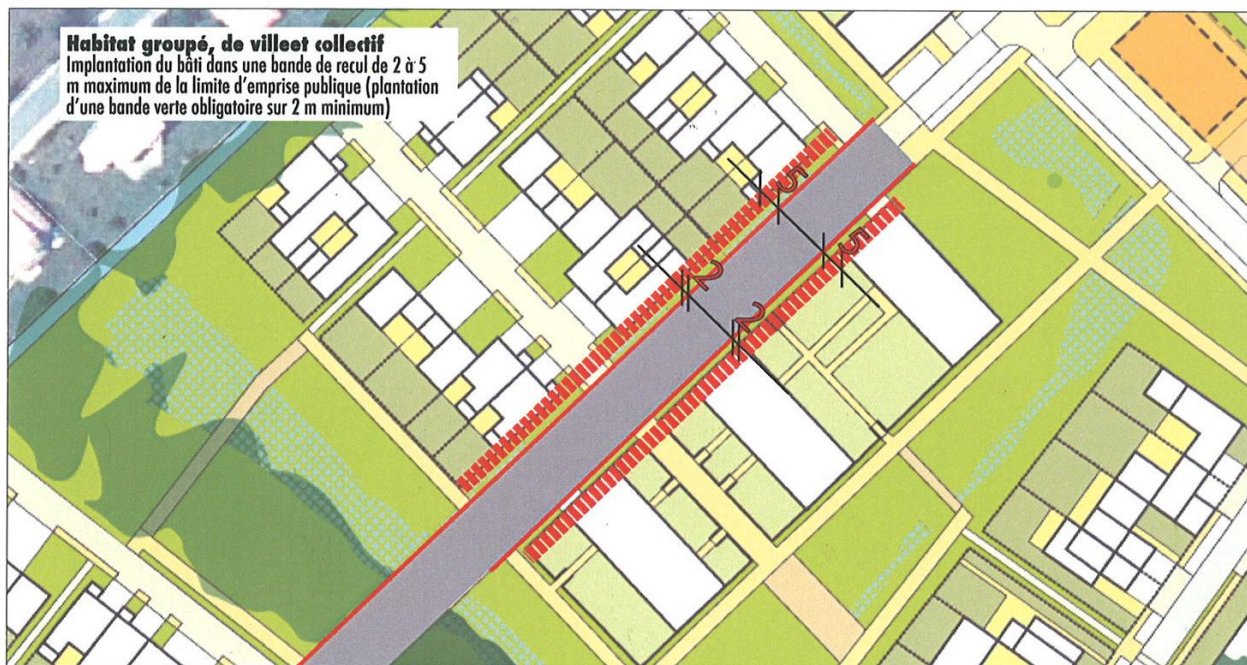 Habitat groupé, de villeet collectif
Implantation du bâti dans une bande de recul de 2 à 5
m maximum de la limite d'emprise publique (plantation
d'une bande verte obligatoire sur 2 m minimum)
5
5
2
2